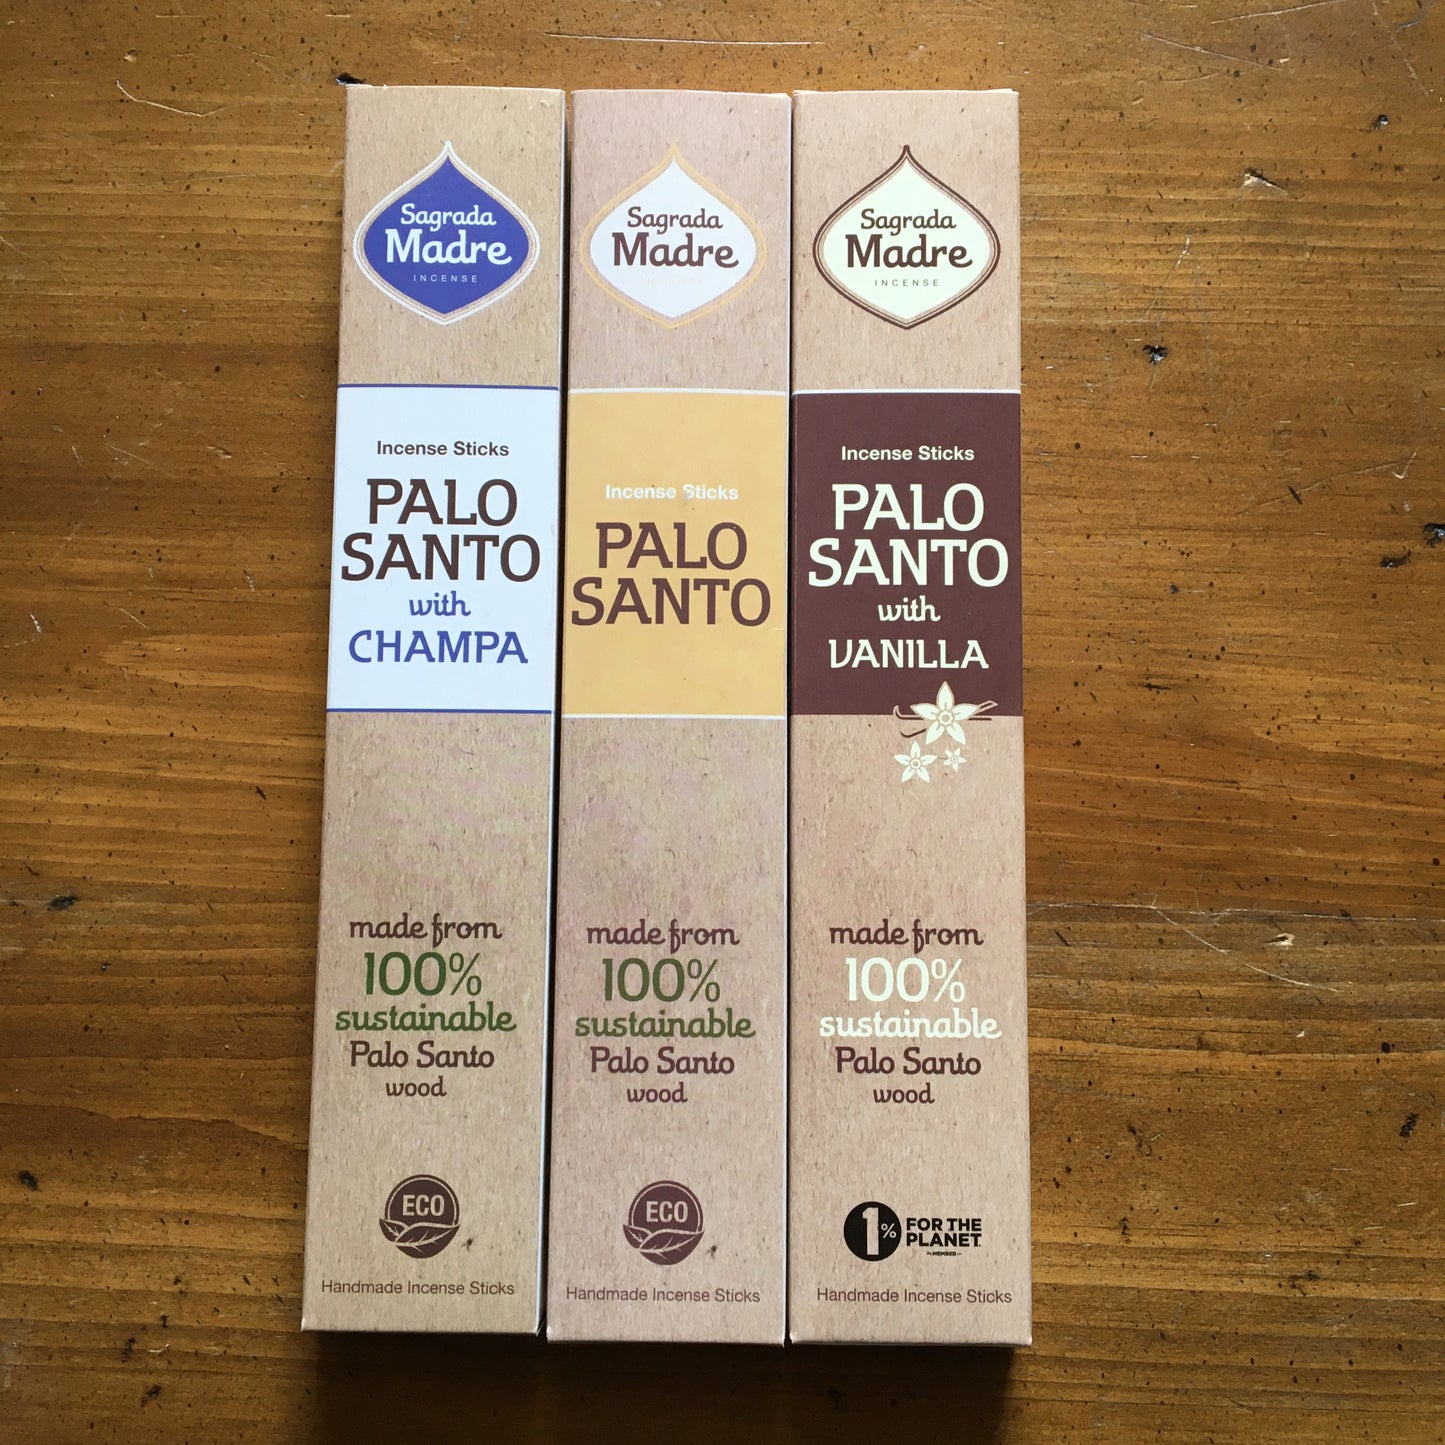 Sagrada
Madre
INCENSE
Incense Sticks
PALO
SANTO
with
CHAMPA
made from
100%
sustainable
Palo Santo
wood
ECO
Handmade Incense Sticks
Sagrada
Madre
INCENSE
Incense Sticks
PALO
SANTO
made from
100%
sustainable
Palo Santo
wood
ECO
Handmade Incense Sticks
Sagrada
Madre
INCENSE
Incense Sticks
PALO
SANTO
with
VANILLA
made from
100%
sustainable
Palo Santo
wood
1%
FOR THE
PLANET
MEMBER
Handmade Incense Sticks